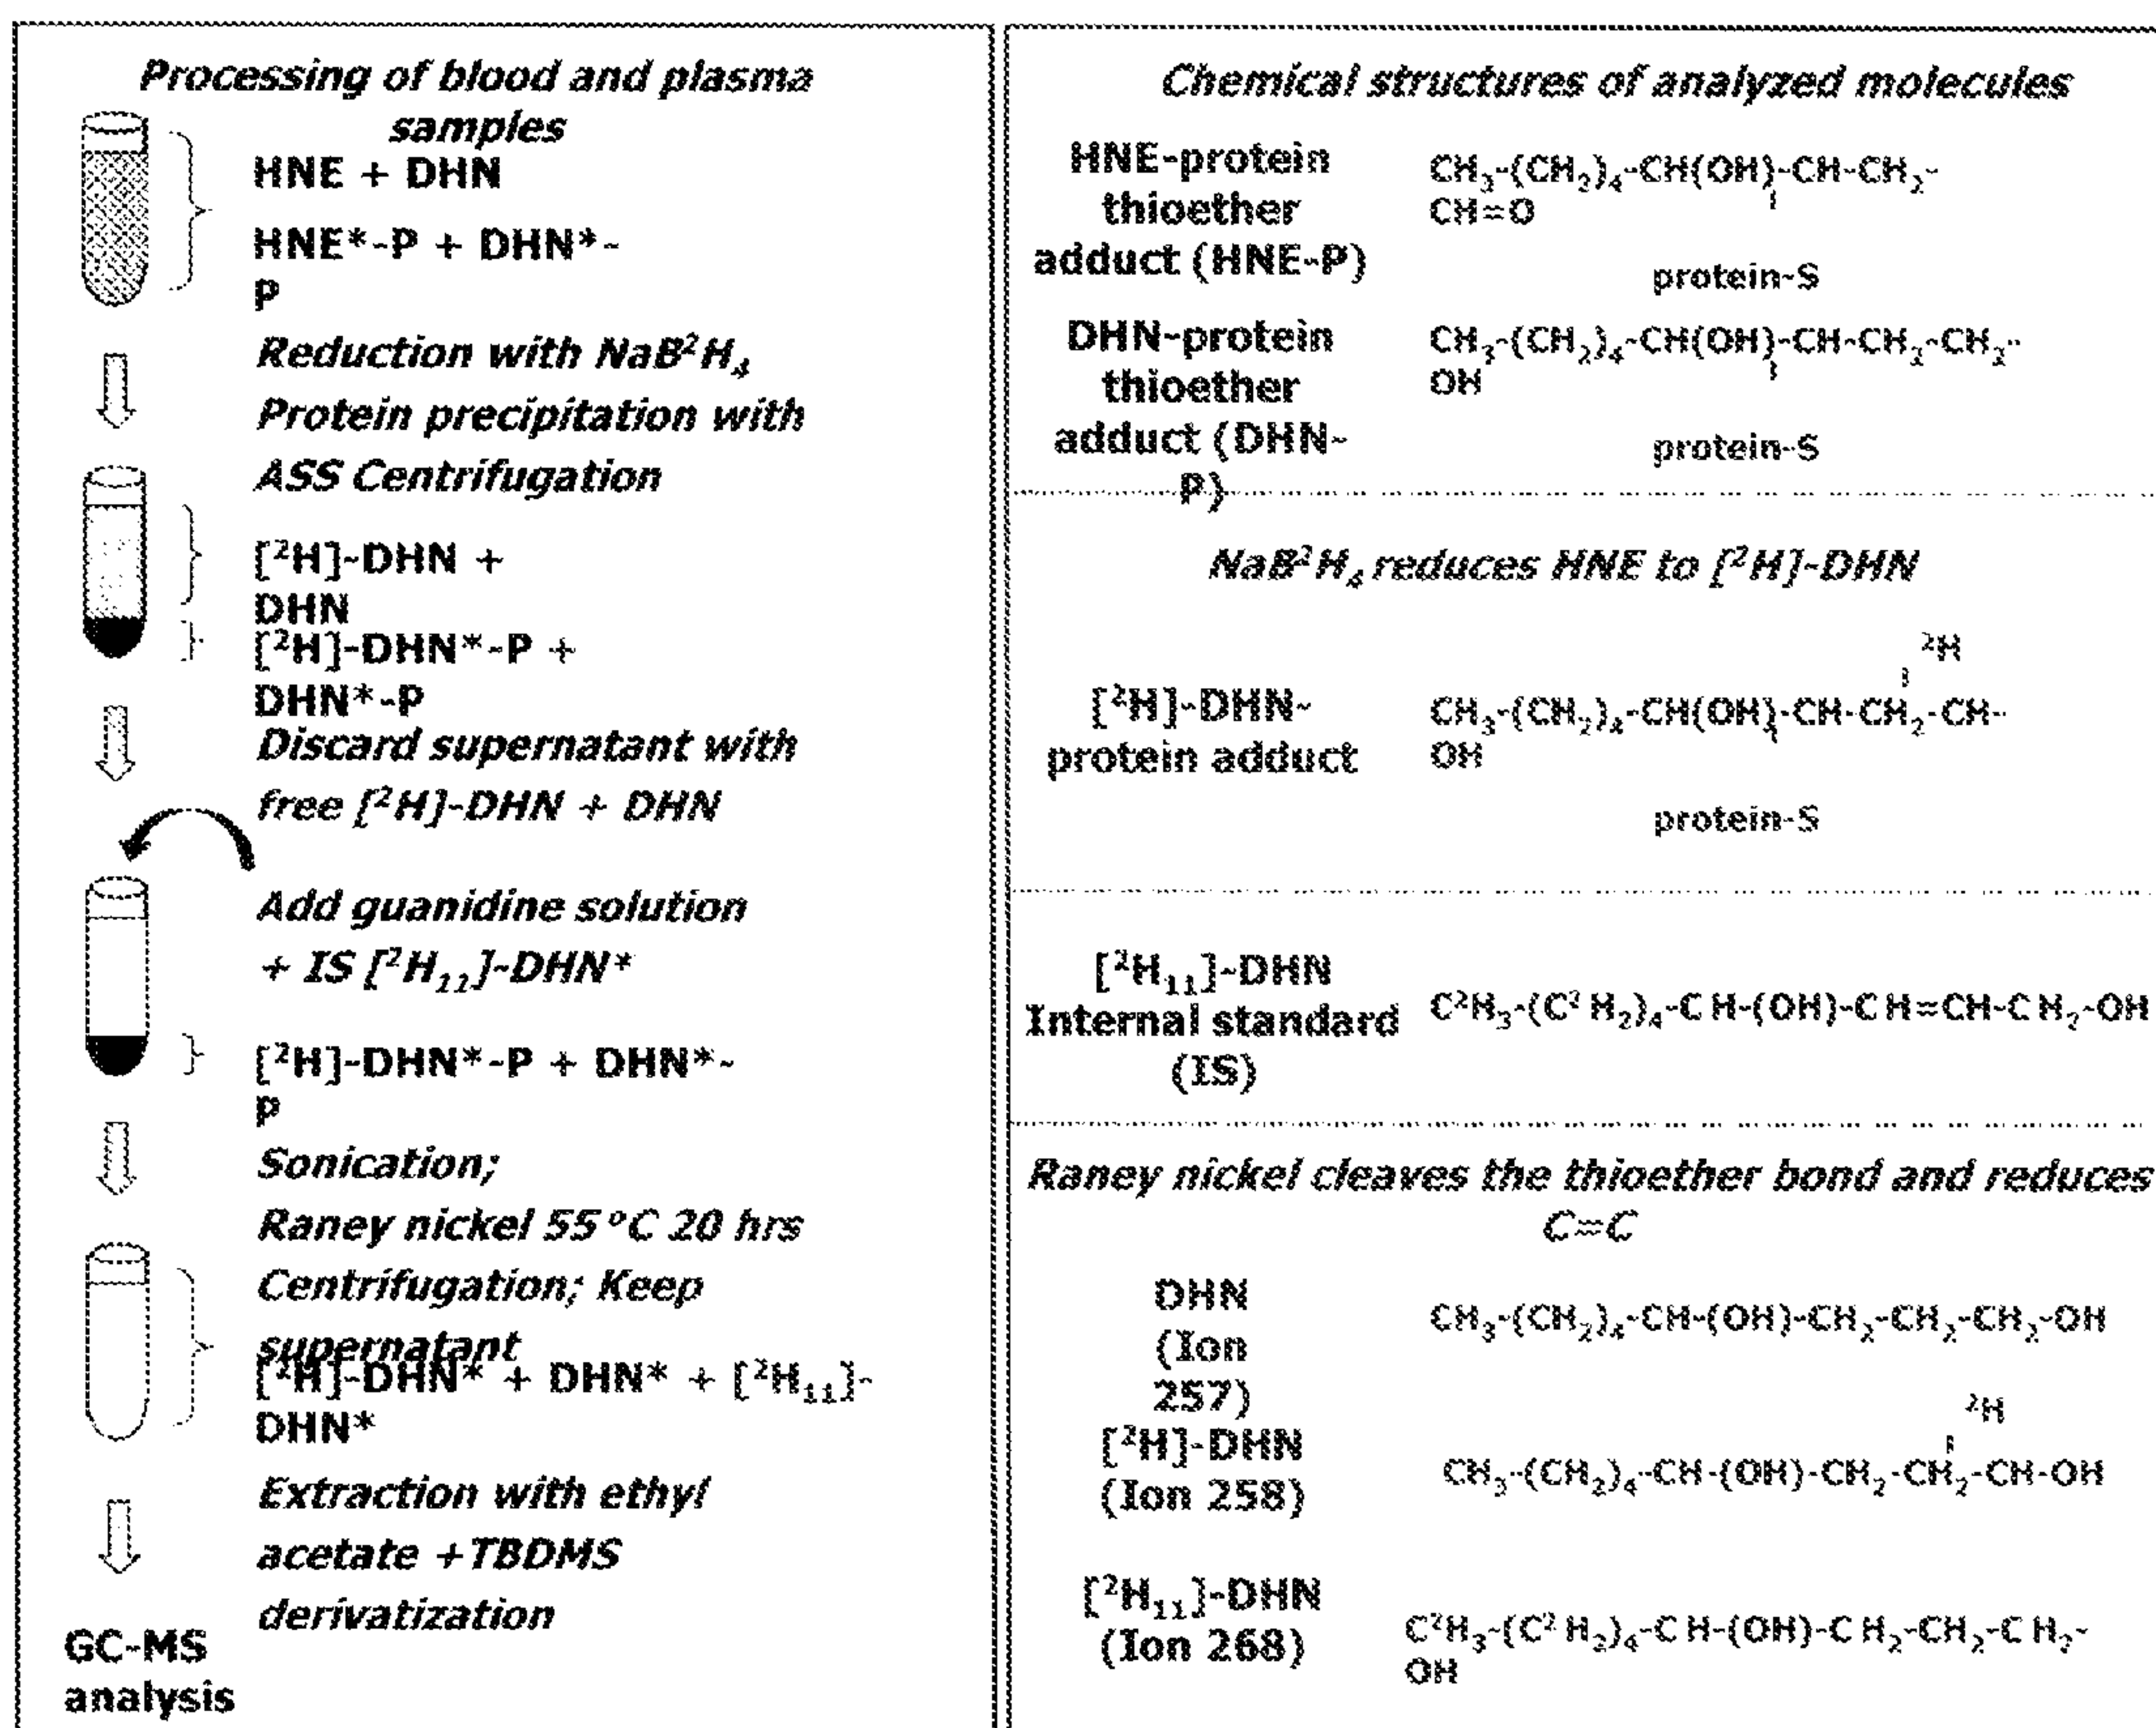 Processing of blood and plasma
samples
HNE + DHN
HNE*-P + DHN*-
P
Reduction with NaB²H₄
Protein precipitation with
ASS Centrifugation
[²H]-DHN +
DHN
[²H]-DHN*-P +
DHN*-P
Discard supernatant with
free [²H]-DHN + DHN
Add guanidine solution
+ IS [²H₁₁]-DHN*
[²H]-DHN*-P + DHN*-
P
Sonication;
Raney nickel 55°C 20 hrs
Centrifugation; Keep
supernatant
[²H]-DHN* + DHN* + [²H₁₁]-
DHN*
Extraction with ethyl
acetate +TBDMS
derivatization
GC-MS
analysis
Chemical structures of analyzed molecules
HNE-protein
thioether
adduct (HNE-P)
CH₃-(CH₂)₄-CH(OH)-CH-CH₂-
CH=O
protein-S
DHN-protein
thioether
adduct (DHN-
P)
CH₃-(CH₂)₄-CH(OH)-CH-CH₂-CH₂-
OH
protein-S
NaB²H₄ reduces HNE to [²H]-DHN
²H
[²H]-DHN-
protein adduct
CH₃-(CH₂)₄-CH(OH)-CH-CH₂-CH-
OH
protein-S
[²H₁₁]-DHN
Internal standard
(IS)
C²H₃-(C²H₂)₄-CH-(OH)-CH=CH-CH₂-OH
Raney nickel cleaves the thioether bond and reduces
C=C
DHN
(Ion
257)
CH₃-(CH₂)₄-CH-(OH)-CH₂-CH₂-CH₂-OH
²H
[²H]-DHN
(Ion 258)
CH₃-(CH₂)₄-CH-(OH)-CH₂-CH₂-CH-OH
[²H₁₁]-DHN
(Ion 268)
C²H₃-(C²H₂)₄-CH-(OH)-CH₂-CH₂-CH₂-
OH